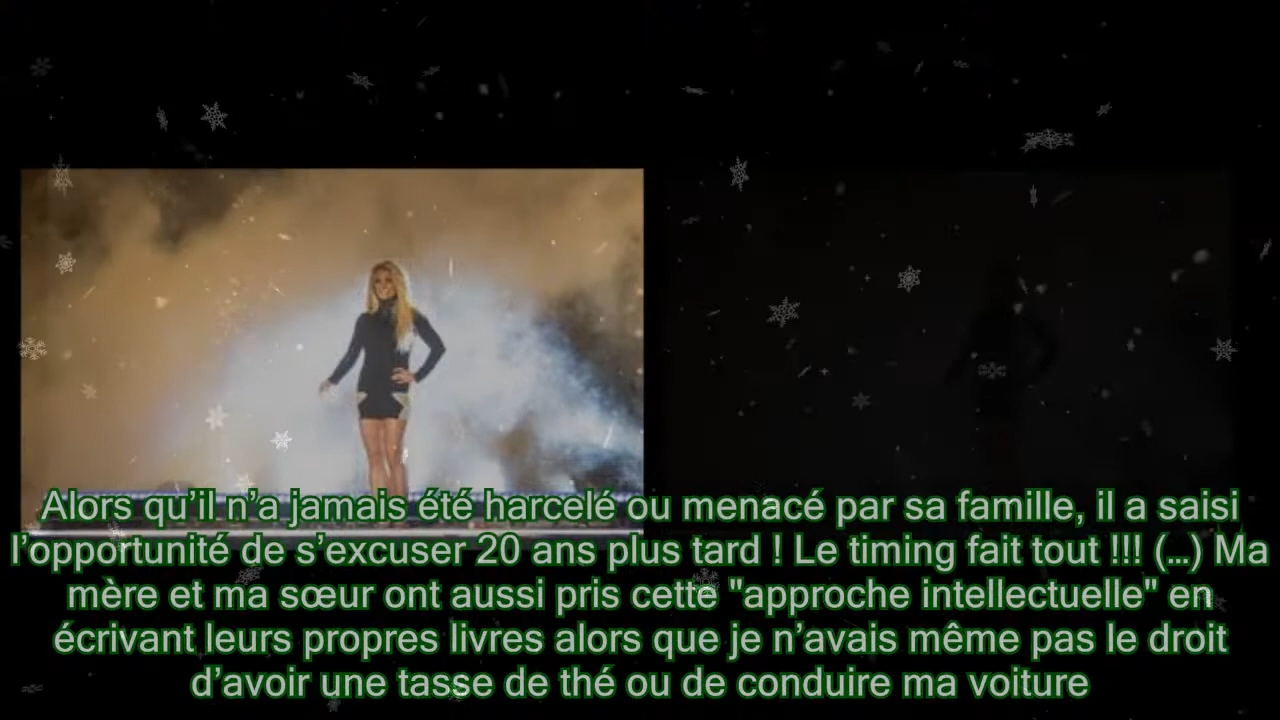 Alors qu’il n’a jamais été harcelé ou menacé par sa famille, il a saisi
l’opportunité de s’excuser 20 ans plus tard ! Le timing fait tout !!! (…) Ma
mère et ma sœur ont aussi pris cette "approche intellectuelle" en
écrivant leurs propres livres alors que je n’avais même pas le droit
d’avoir une tasse de thé ou de conduire ma voiture